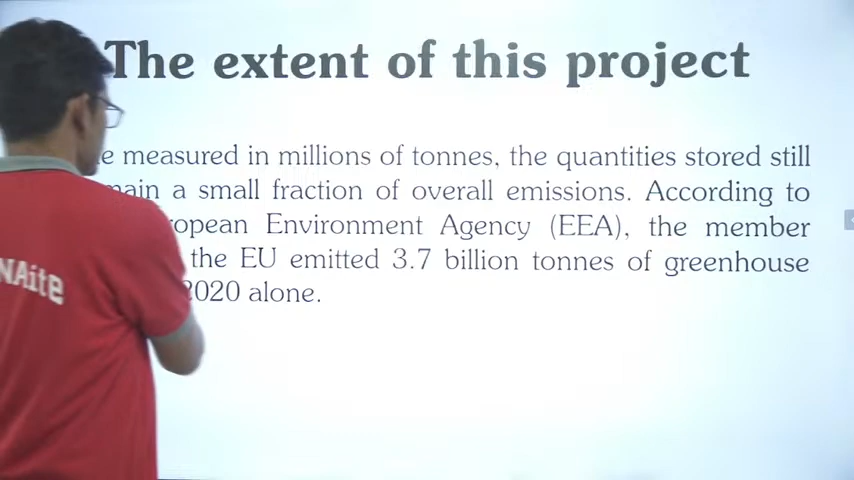 The extent of this project
measured in millions of tonnes, the quantities stored still
a small fraction of overall emissions. According to
Environment Agency (EEA), the member
the EU emitted 3.7 billion tonnes of greenhouse
2020 alone.
NAite